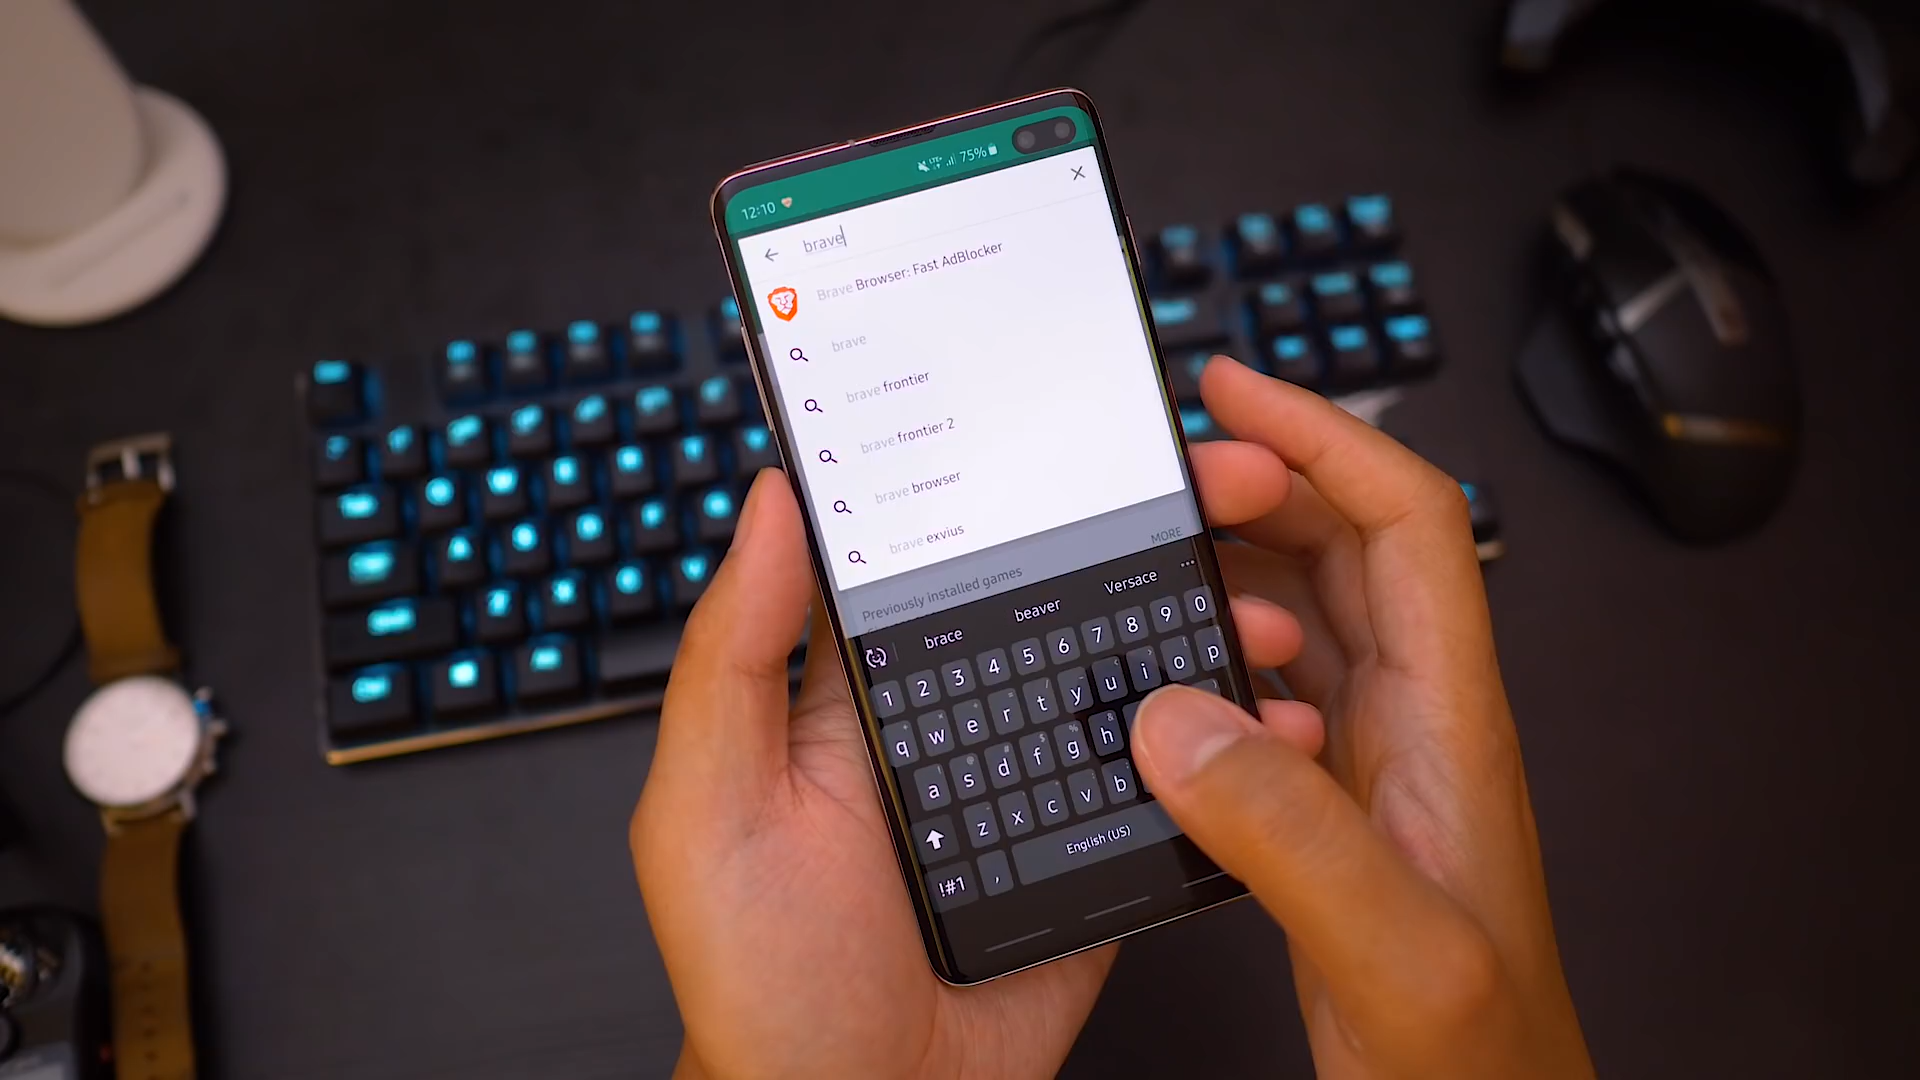 12:10
LTE+ 75%
brave
Brave Browser: Fast AdBlocker
brave
brave frontier
brave frontier 2
brave browser
brave exvius
Previously installed games MORE
brace beaver Versace
1 2 3 4 5 6 7 8 9 0
q w e r t y u i o p
a s d f g h
z x c v b
!#1 , English (US)